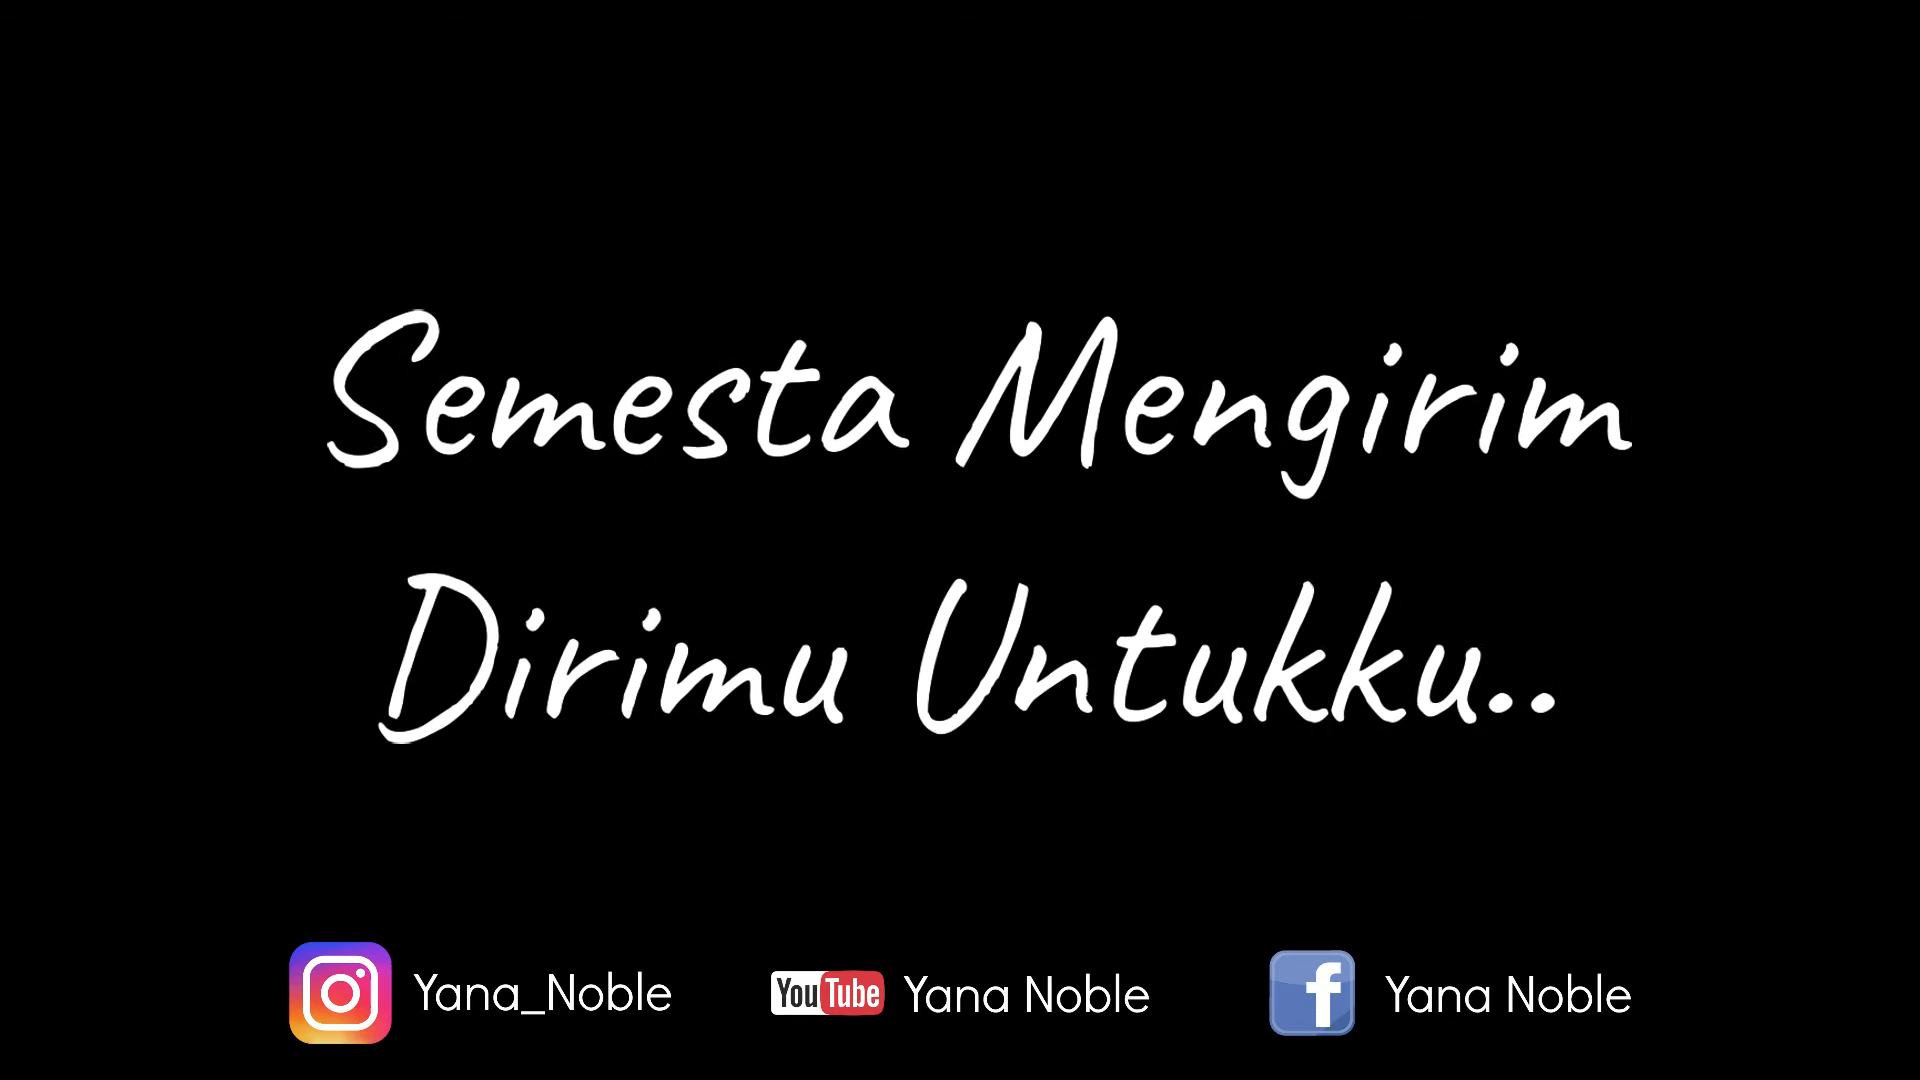 Semesta Mengirim
Dirimu Untukku..
Yana_Noble YouTube Yana Noble f Yana Noble